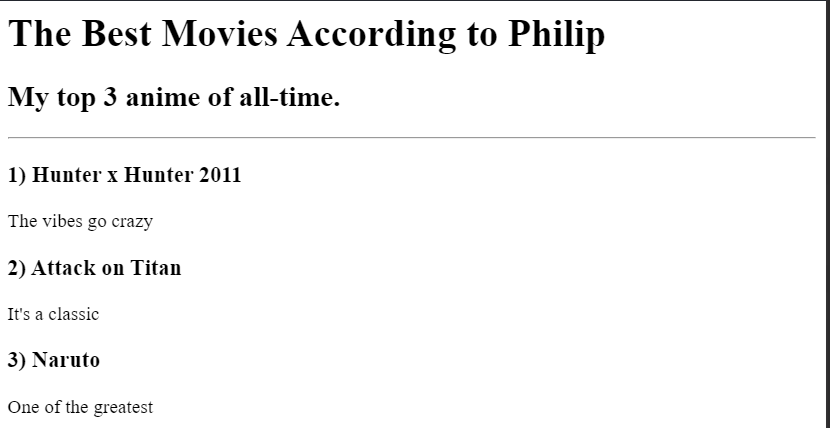 The Best Movies According to Philip
My top 3 anime of all-time.
1) Hunter x Hunter 2011
The vibes go crazy
2) Attack on Titan
It's a classic
3) Naruto
One of the greatest